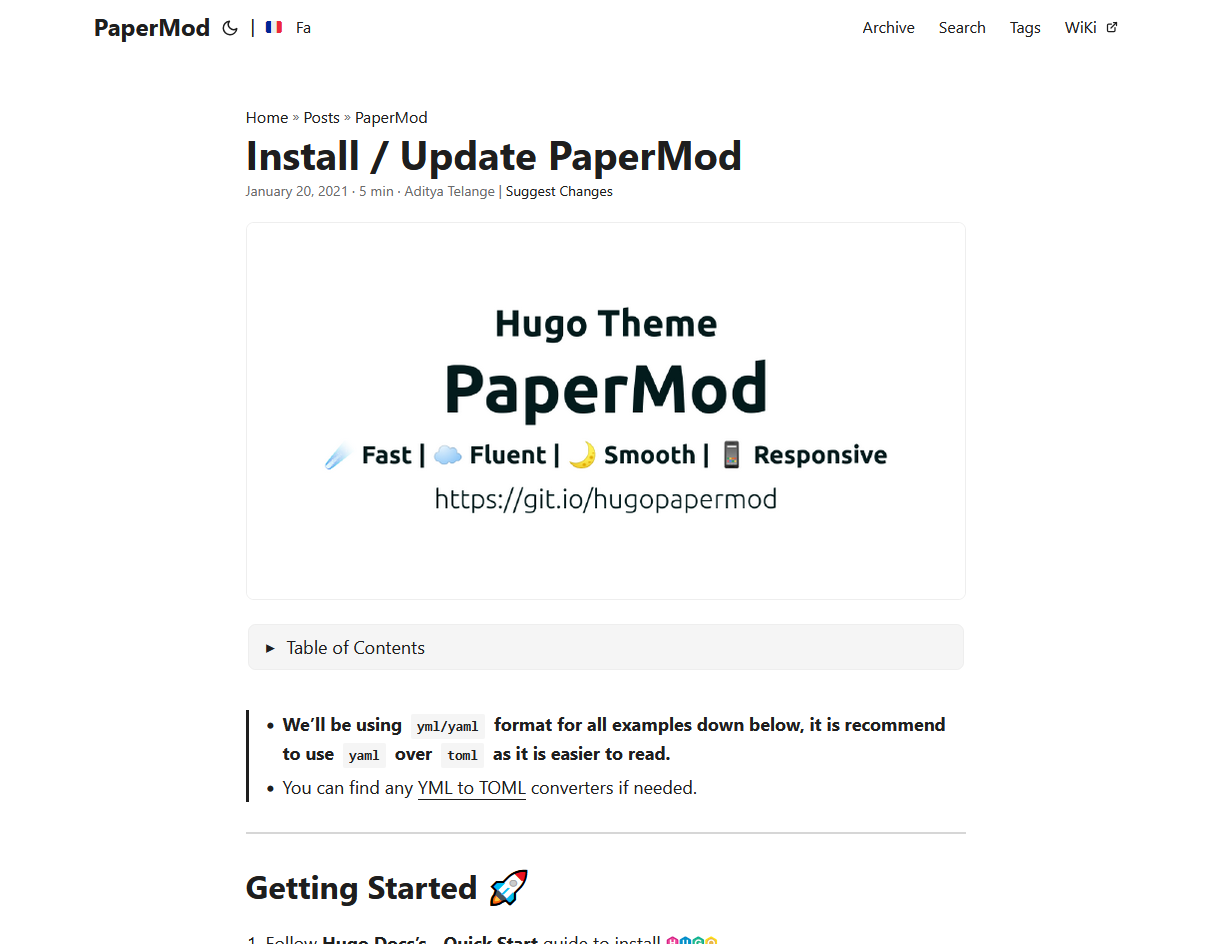 PaperMod | Fa Archive Search Tags WiKi
Home » Posts » PaperMod
Install / Update PaperMod
January 20, 2021 · 5 min · Aditya Telange | Suggest Changes
Hugo Theme
PaperMod
Fast | Fluent | Smooth | Responsive
https://git.io/hugopapermod
Table of Contents
We’ll be using yml/yaml format for all examples down below, it is recommend
to use yaml over toml as it is easier to read.
You can find any YML to TOML converters if needed.
Getting Started
1. Follow Hugo Docs’s - Quick Start guide to install HUGO